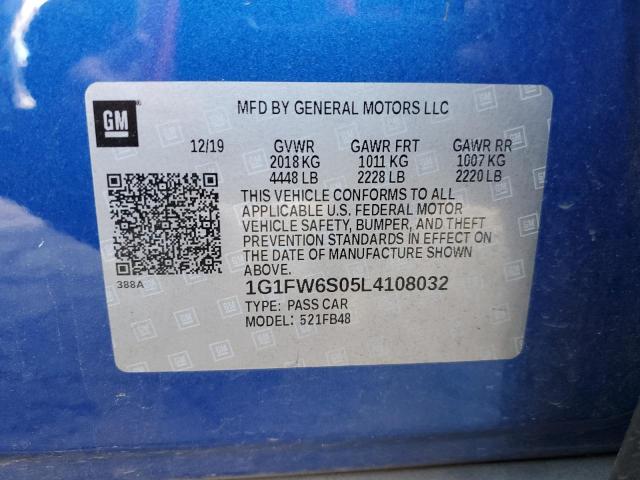 GM
MFD BY GENERAL MOTORS LLC
12/19 GVWR GAWR FRT GAWR RR
2018 KG 1011 KG 1007 KG
4448 LB 2228 LB 2220 LB
THIS VEHICLE CONFORMS TO ALL
APPLICABLE U.S. FEDERAL MOTOR
VEHICLE SAFETY, BUMPER, AND THEFT
PREVENTION STANDARDS IN EFFECT ON
THE DATE OF MANUFACTURE SHOWN
ABOVE.
388A
1G1FW6S05L4108032
TYPE: PASS CAR
MODEL: 521FB48